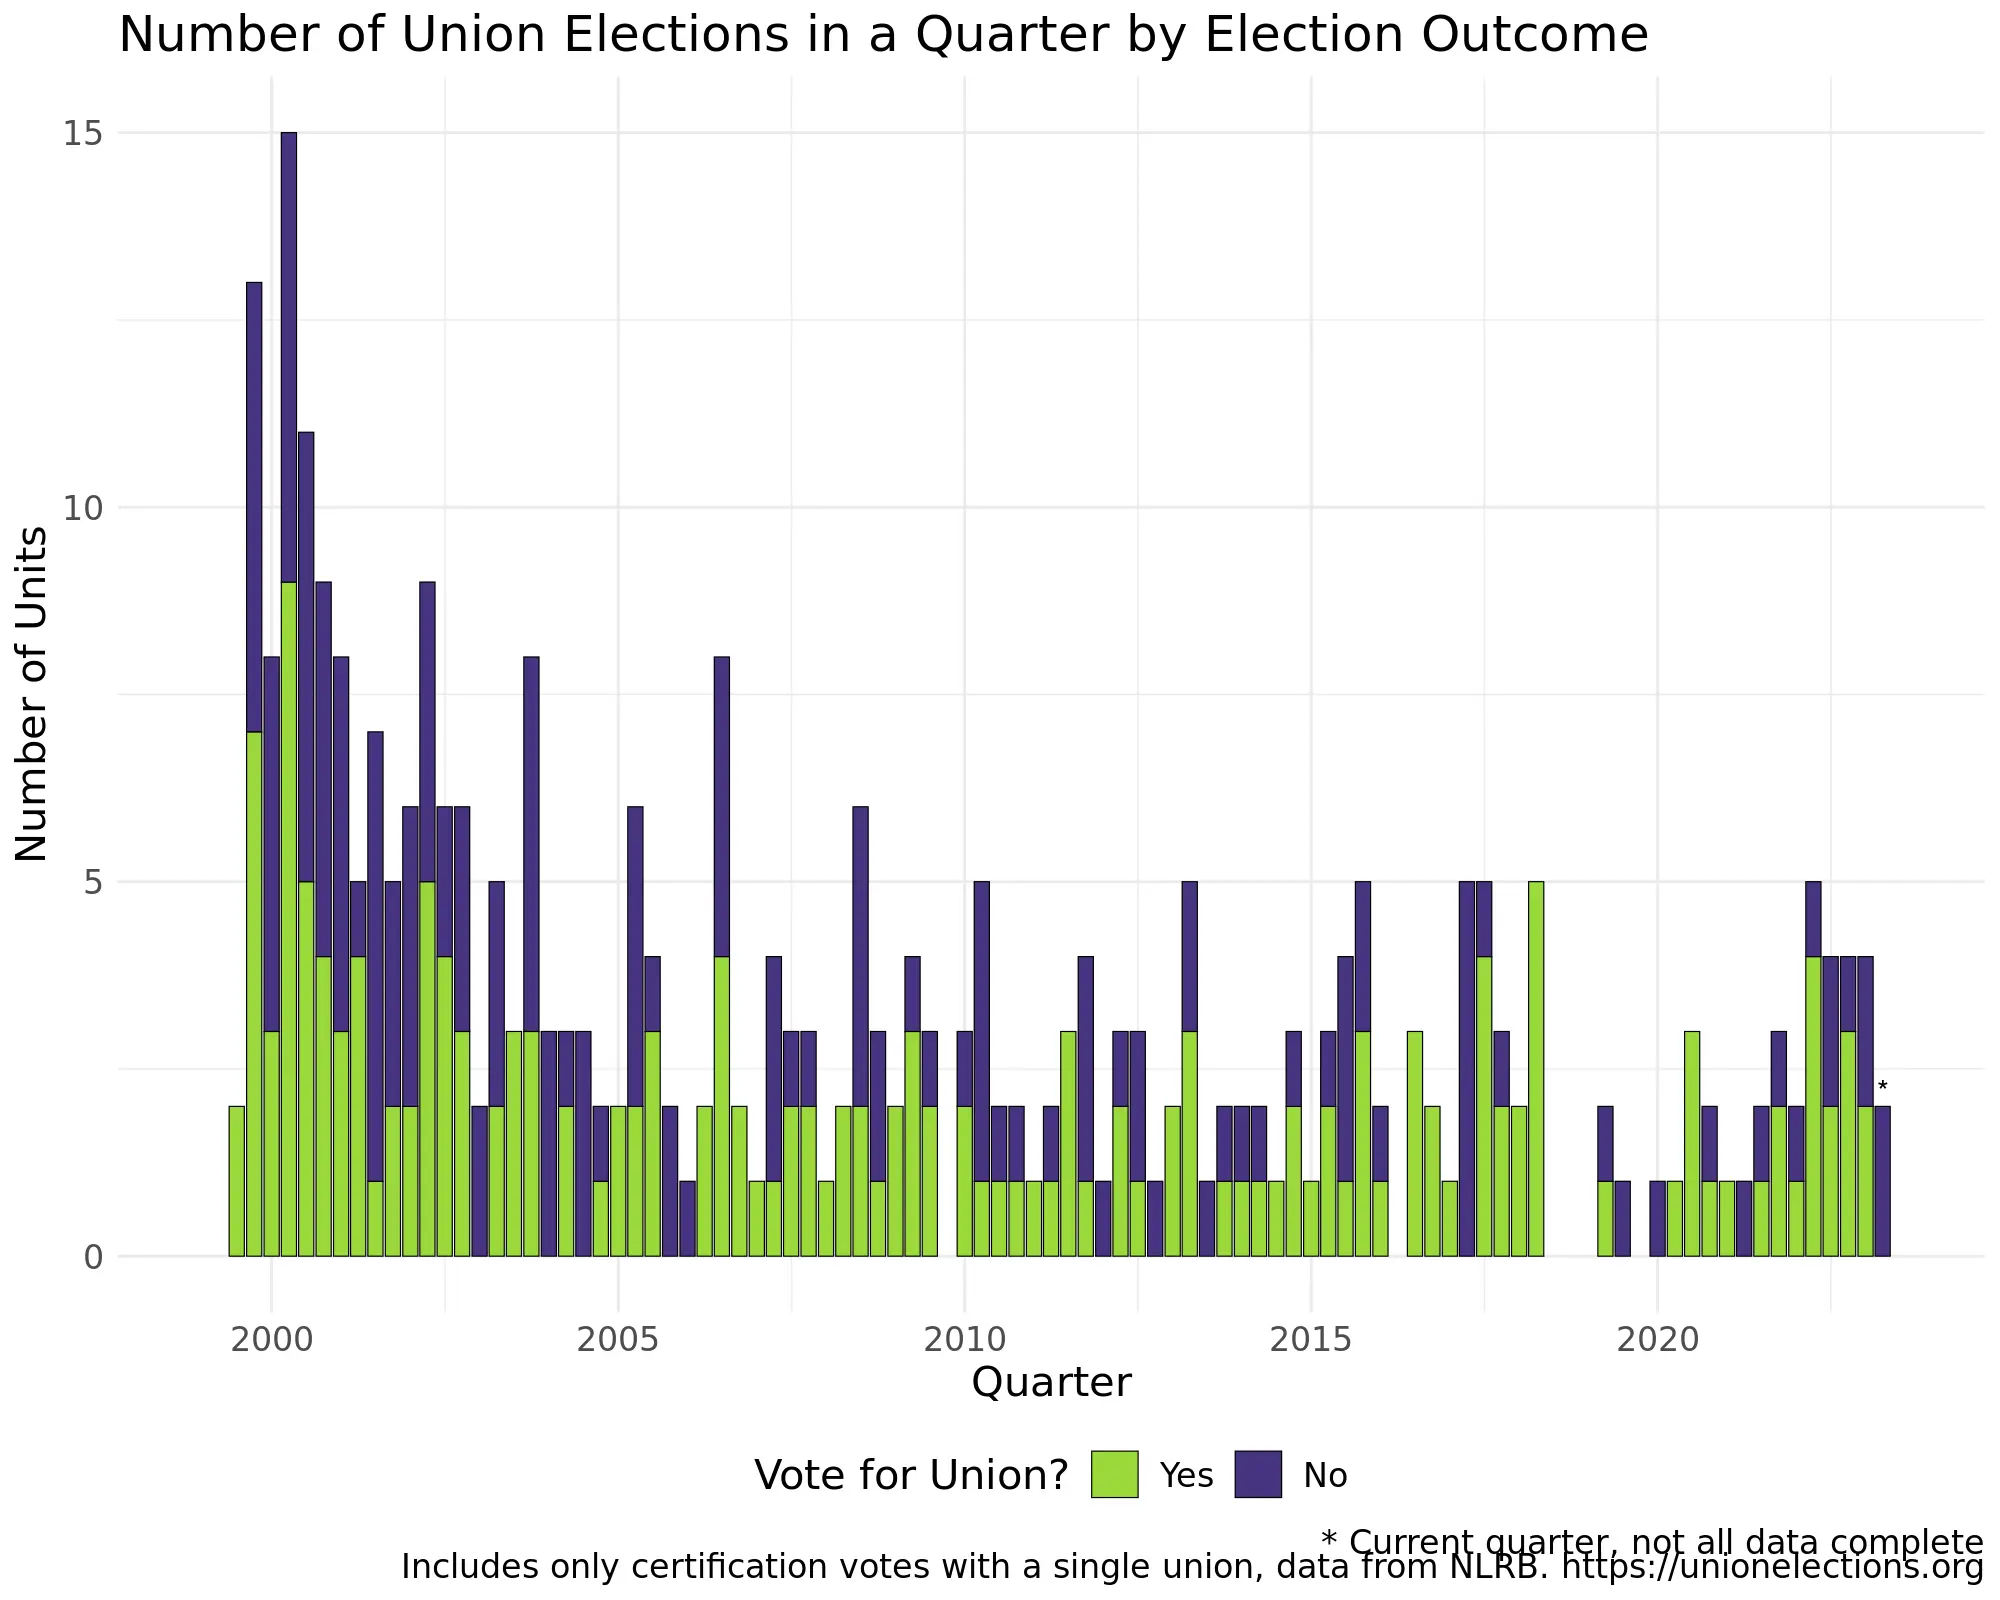 Number of Union Elections in a Quarter by Election Outcome
15
10
5
0
Number of Units
*
2000 2005 2010 2015 2020
Quarter
Vote for Union? Yes No
* Current quarter, not all data complete
Includes only certification votes with a single union, data from NLRB. https://unionelections.org